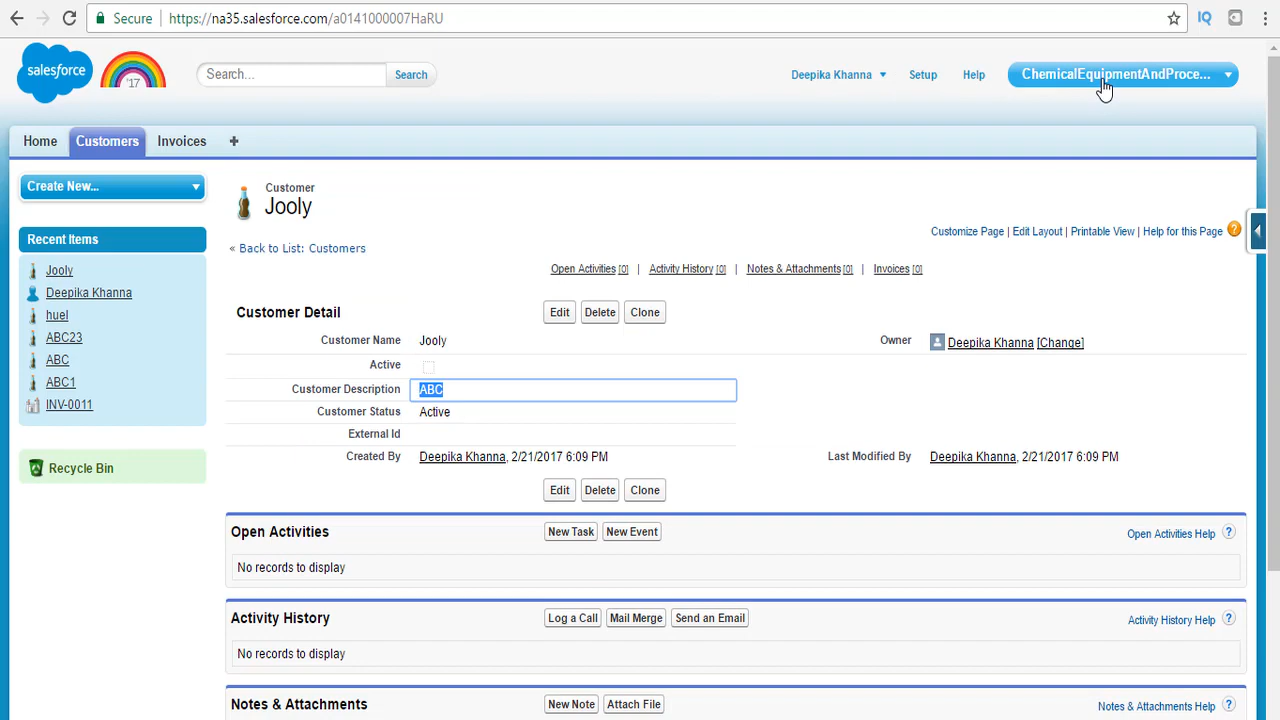 Secure | https://na35.salesforce.com/a0141000007HaRU
IQ
salesforce
'17
Search...
Search
Deepika Khanna
Setup
Help
ChemicalEquipmentAndProce...
Home
Customers
Invoices
+
Create New...
Recent Items
Jooly
Deepika Khanna
huel
ABC23
ABC
ABC1
INV-0011
Recycle Bin
Customer
Jooly
Customize Page | Edit Layout | Printable View | Help for this Page ?
« Back to List: Customers
Open Activities [0] | Activity History [0] | Notes & Attachments [0] | Invoices [0]
Customer Detail
Edit Delete Clone
Customer Name Jooly
Owner Deepika Khanna [Change]
Active
Customer Description ABC
Customer Status Active
External Id
Created By Deepika Khanna, 2/21/2017 6:09 PM
Last Modified By Deepika Khanna, 2/21/2017 6:09 PM
Edit Delete Clone
Open Activities
New Task New Event
Open Activities Help ?
No records to display
Activity History
Log a Call Mail Merge Send an Email
Activity History Help ?
No records to display
Notes & Attachments
New Note Attach File
Notes & Attachments Help ?